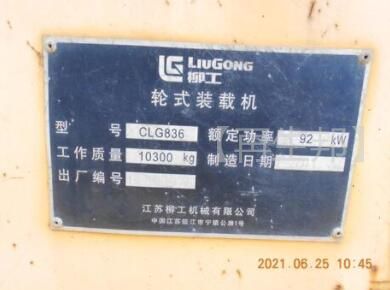 LIUGONG
柳工
轮式装载机
型号 CLG836 额定功率 92 kW
工作质量 10300 kg 制造日期
出厂编号
江苏柳工机械有限公司
2021.06.25 10:45